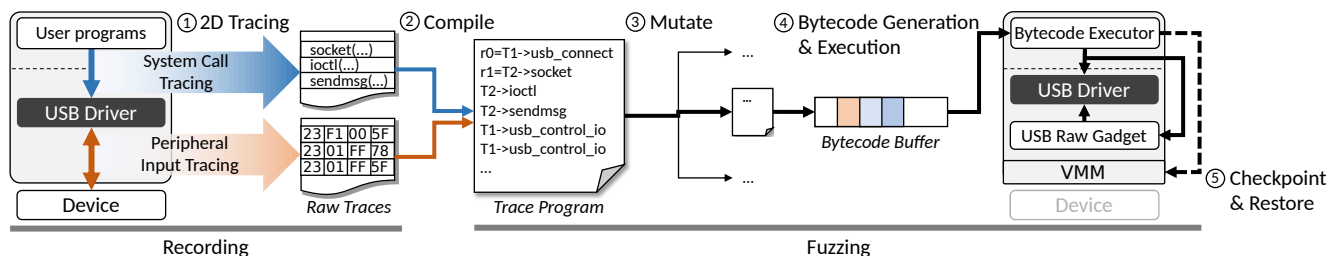 ① 2D Tracing
② Compile
③ Mutate
④ Bytecode Generation
& Execution
User programs
System Call
Tracing
USB Driver
Peripheral
Input Tracing
Device
socket(...)
ioctl(...)
sendmsg(...)
23 F1 00 5F
23 01 FF 78
23 01 FF 5F
Raw Traces
r0=T1->usb_connect
r1=T2->socket
T2->ioctl
T2->sendmsg
T1->usb_control_io
T1->usb_control_io
...
Trace Program
...
...
...
Bytecode Buffer
Bytecode Executor
USB Driver
USB Raw Gadget
VMM
Device
⑤ Checkpoint
& Restore
Recording
Fuzzing